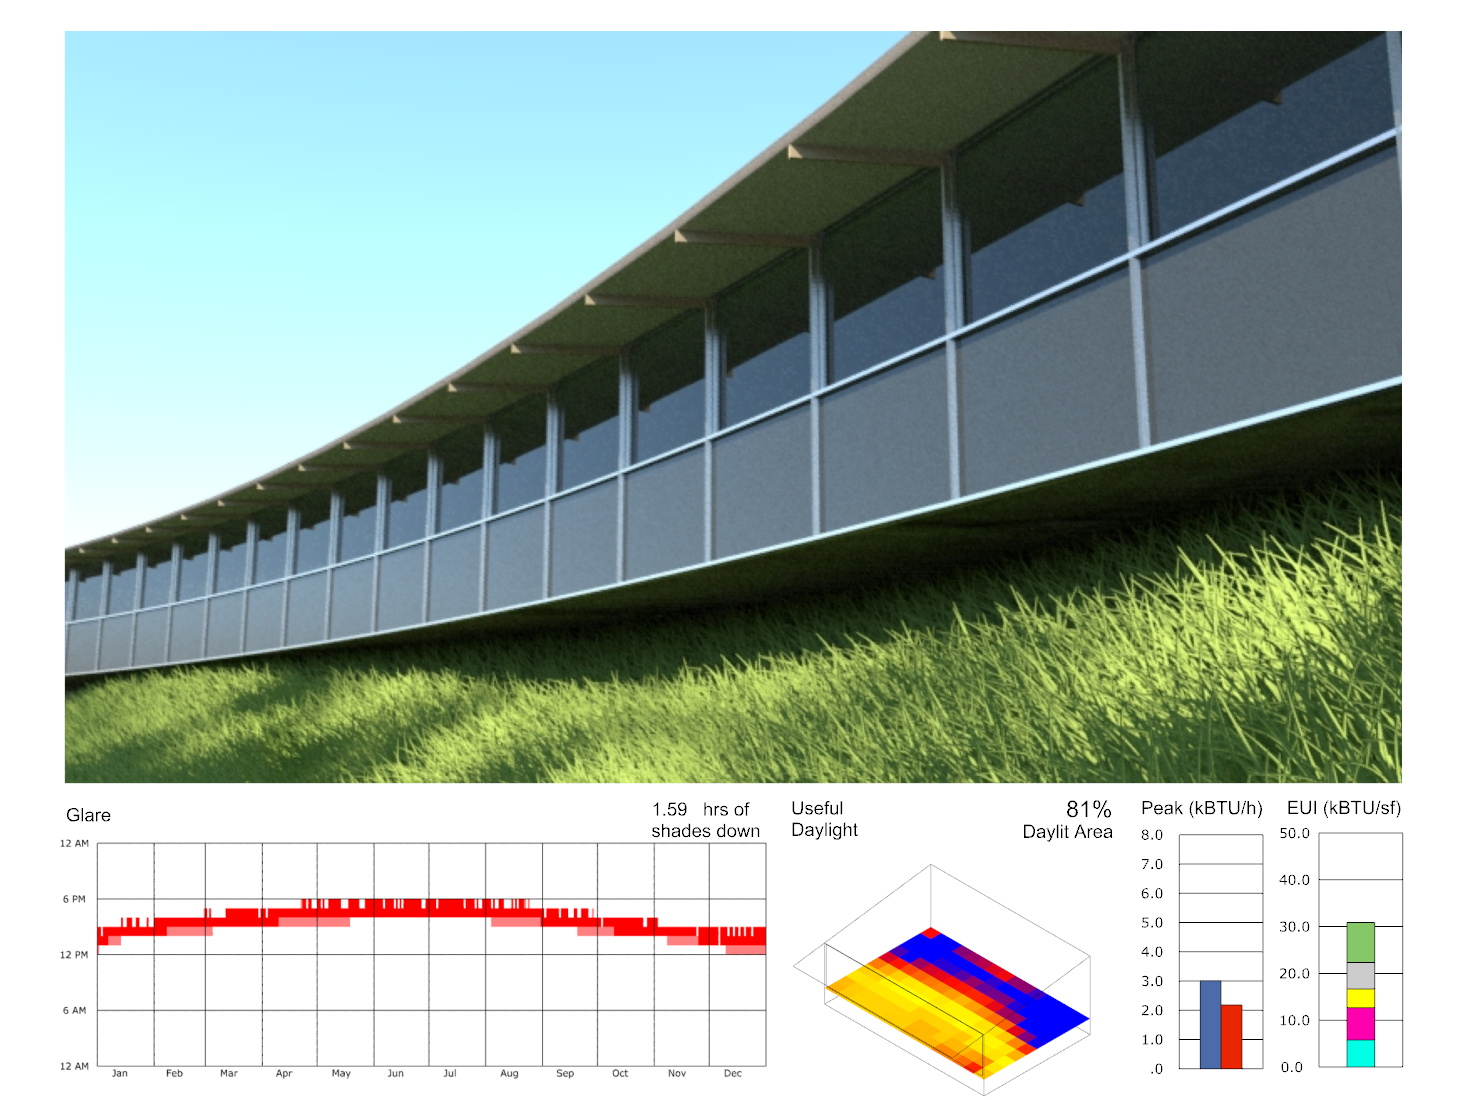 Glare
1.59 hrs of
shades down
12 AM
6 PM
12 PM
6 AM
12 AM
Jan Feb Mar Apr May Jun Jul Aug Sep Oct Nov Dec
Useful
Daylight
81%
Daylit Area
Peak (kBTU/h)
8.0
7.0
6.0
5.0
4.0
3.0
2.0
1.0
.0
EUI (kBTU/sf)
50.0
40.0
30.0
20.0
10.0
0.0